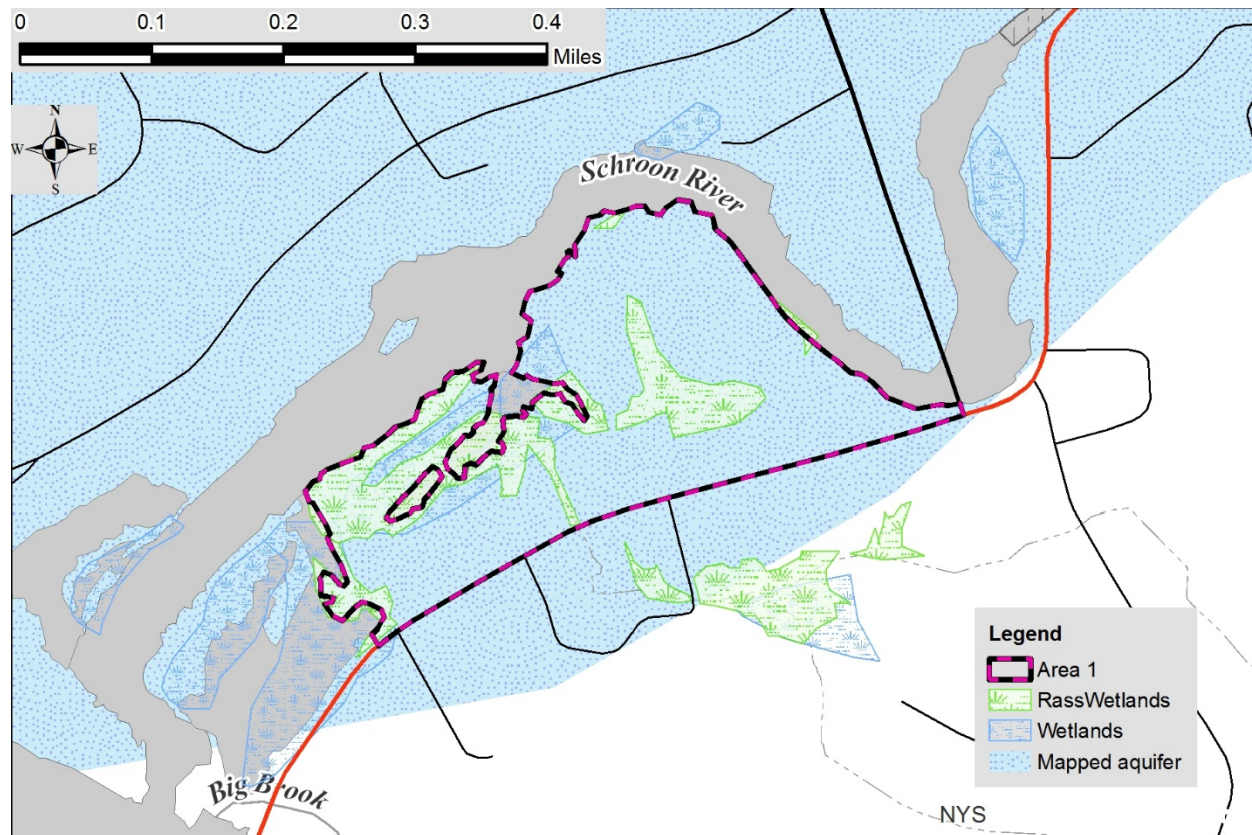 0 0.1 0.2 0.3 0.4
Miles
N
W E
S
Schroon River
Big Brook
Legend
Area 1
RassWetlands
Wetlands
Mapped aquifer
NYS